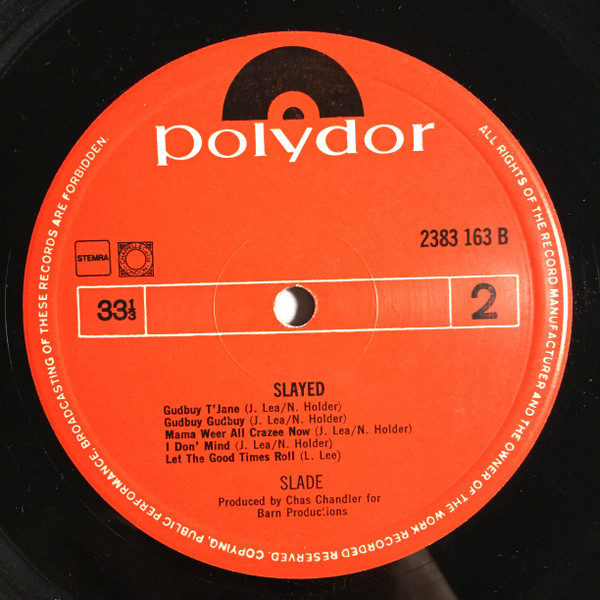 polydor
ALL RIGHTS OF THE RECORD MANUFACTURER AND THE OWNER OF THE WORK RECORDED RESERVED. COPYING, PUBLIC PERFORMANCE, BROADCASTING OF THESE RECORDS ARE FORBIDDEN.
2383 163 B
STEMRA
33⅓
2
SLAYED
Gudbuy T'Jane (J. Lea/N. Holder)
Gudbuy Gudbuy (J. Lea/N. Holder)
Mama Weer All Crazee Now (J. Lea/N. Holder)
I Don' Mind (J. Lea/N. Holder)
Let The Good Times Roll (L. Lee)
SLADE
Produced by Chas Chandler for
Barn Productions